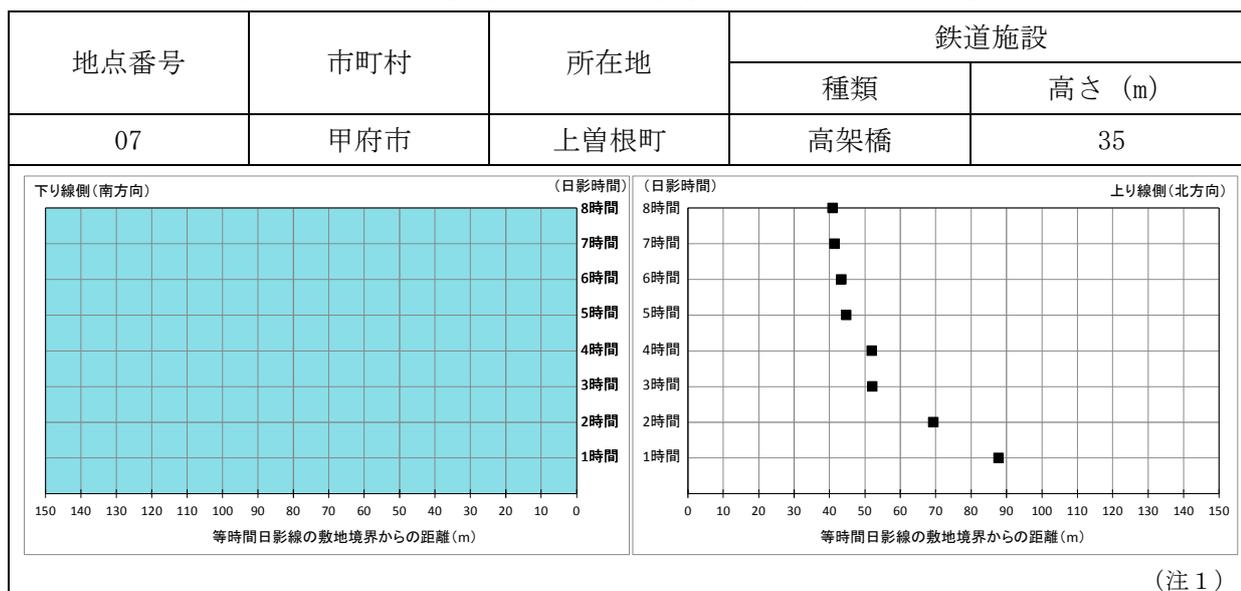 地点番号 市町村 所在地 鉄道施設
種類 高さ (m)
07 甲府市 上曽根町 高架橋 35
下り線側(南方向) (日影時間)
8時間
7時間
6時間
5時間
4時間
3時間
2時間
1時間
150 140 130 120 110 100 90 80 70 60 50 40 30 20 10 0
等時間日影線の敷地境界からの距離(m)
(日影時間) 上り線側(北方向)
8時間
7時間
6時間
5時間
4時間
3時間
2時間
1時間
0 10 20 30 40 50 60 70 80 90 100 110 120 130 140 150
等時間日影線の敷地境界からの距離(m)
(注1)